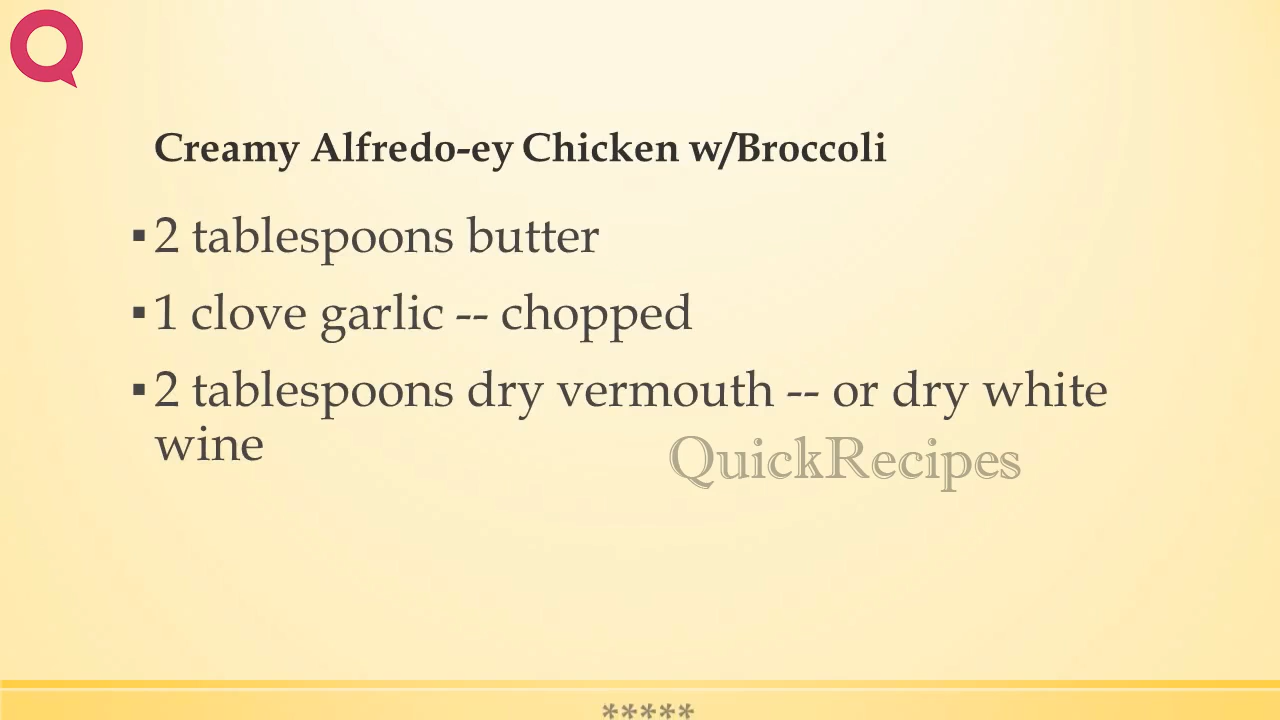 Creamy Alfredo-ey Chicken w/Broccoli
▪ 2 tablespoons butter
▪ 1 clove garlic -- chopped
▪ 2 tablespoons dry vermouth -- or dry white
wine
QuickRecipes
*****